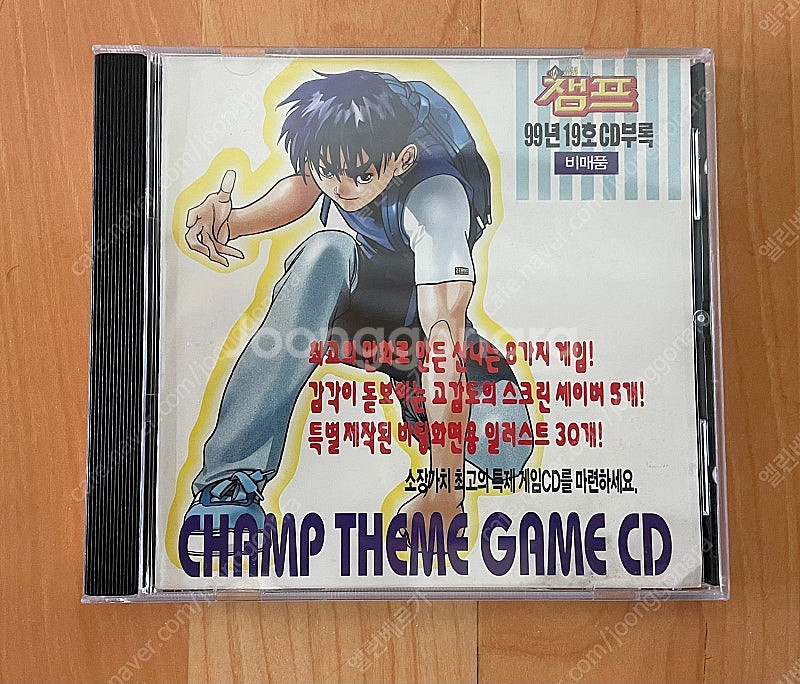 챔프
99년 19호 CD부록
비매품
최고의 만화로 만든 신나는 8가지 게임!
감각이 돋보이는 고감도의 스크린 세이버 5개!
특별제작된 바탕화면용 일러스트 30개!
소장가치 최고의 특제 게임CD를 마련하세요.
CHAMP THEME GAME CD
joonggonara
cafe.naver.com/joonggonara
엘리베르기